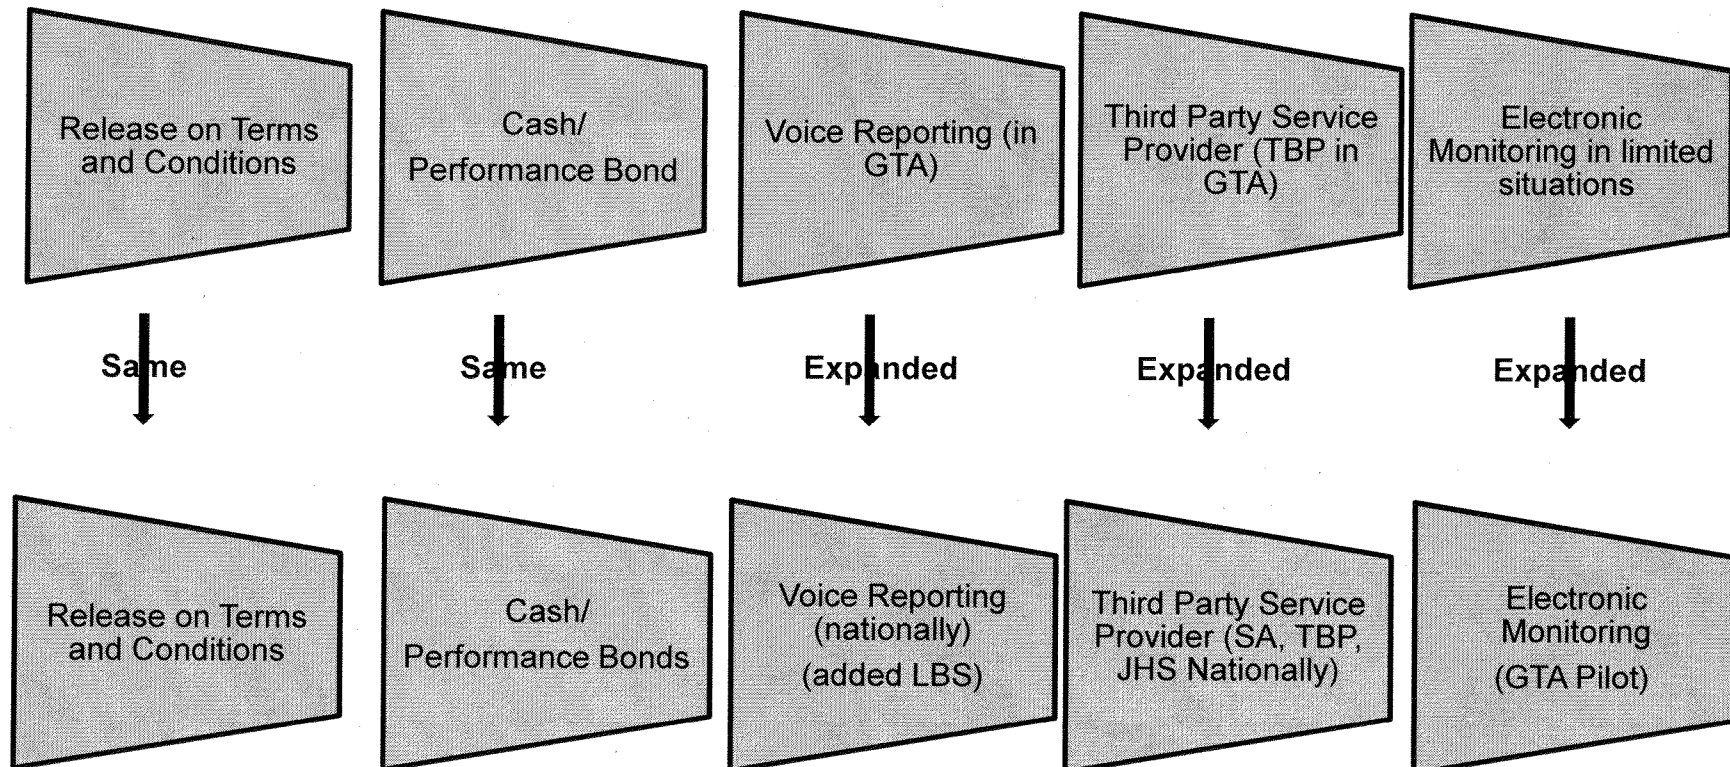 Release on Terms
and Conditions
Cash/
Performance Bond
Voice Reporting (in
GTA)
Third Party Service
Provider (TBP in
GTA)
Electronic
Monitoring in limited
situations
Same
Same
Expanded
Expanded
Expanded
Release on Terms
and Conditions
Cash/
Performance Bonds
Voice Reporting
(nationally)
(added LBS)
Third Party Service
Provider (SA, TBP,
JHS Nationally)
Electronic
Monitoring
(GTA Pilot)